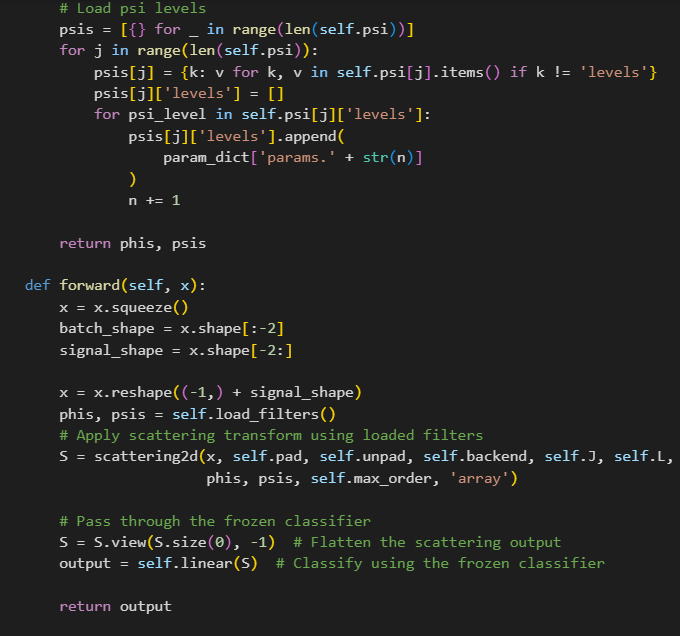 # Load psi levels
psis = [{} for _ in range(len(self.psi))]
for j in range(len(self.psi)):
    psis[j] = {k: v for k, v in self.psi[j].items() if k != 'levels'}
    psis[j]['levels'] = []
    for psi_level in self.psi[j]['levels']:
        psis[j]['levels'].append(
            param_dict['params.' + str(n)]
        )
        n += 1

return phis, psis

def forward(self, x):
    x = x.squeeze()
    batch_shape = x.shape[:-2]
    signal_shape = x.shape[-2:]

    x = x.reshape((-1,) + signal_shape)
    phis, psis = self.load_filters()
    # Apply scattering transform using loaded filters
    S = scattering2d(x, self.pad, self.unpad, self.backend, self.J, self.L,
                     phis, psis, self.max_order, 'array')

    # Pass through the frozen classifier
    S = S.view(S.size(0), -1)  # Flatten the scattering output
    output = self.linear(S)  # Classify using the frozen classifier

    return output